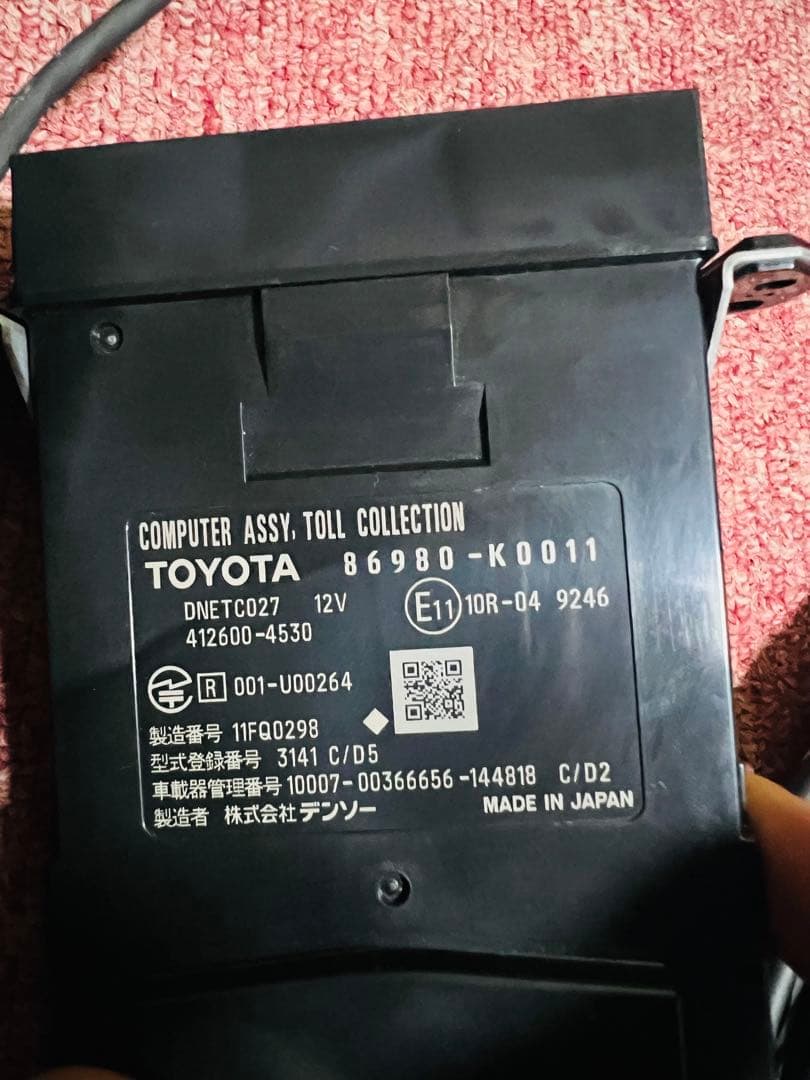 COMPUTER ASSY, TOLL COLLECTION
TOYOTA 86980-K0011
DNETC027 12V E11 10R-04 9246
412600-4530
R 001-U00264
製造番号 11FQ0298
型式登録番号 3141 C/D5
車載器管理番号 10007-00366656-144818 C/D2
製造者 株式会社デンソー MADE IN JAPAN